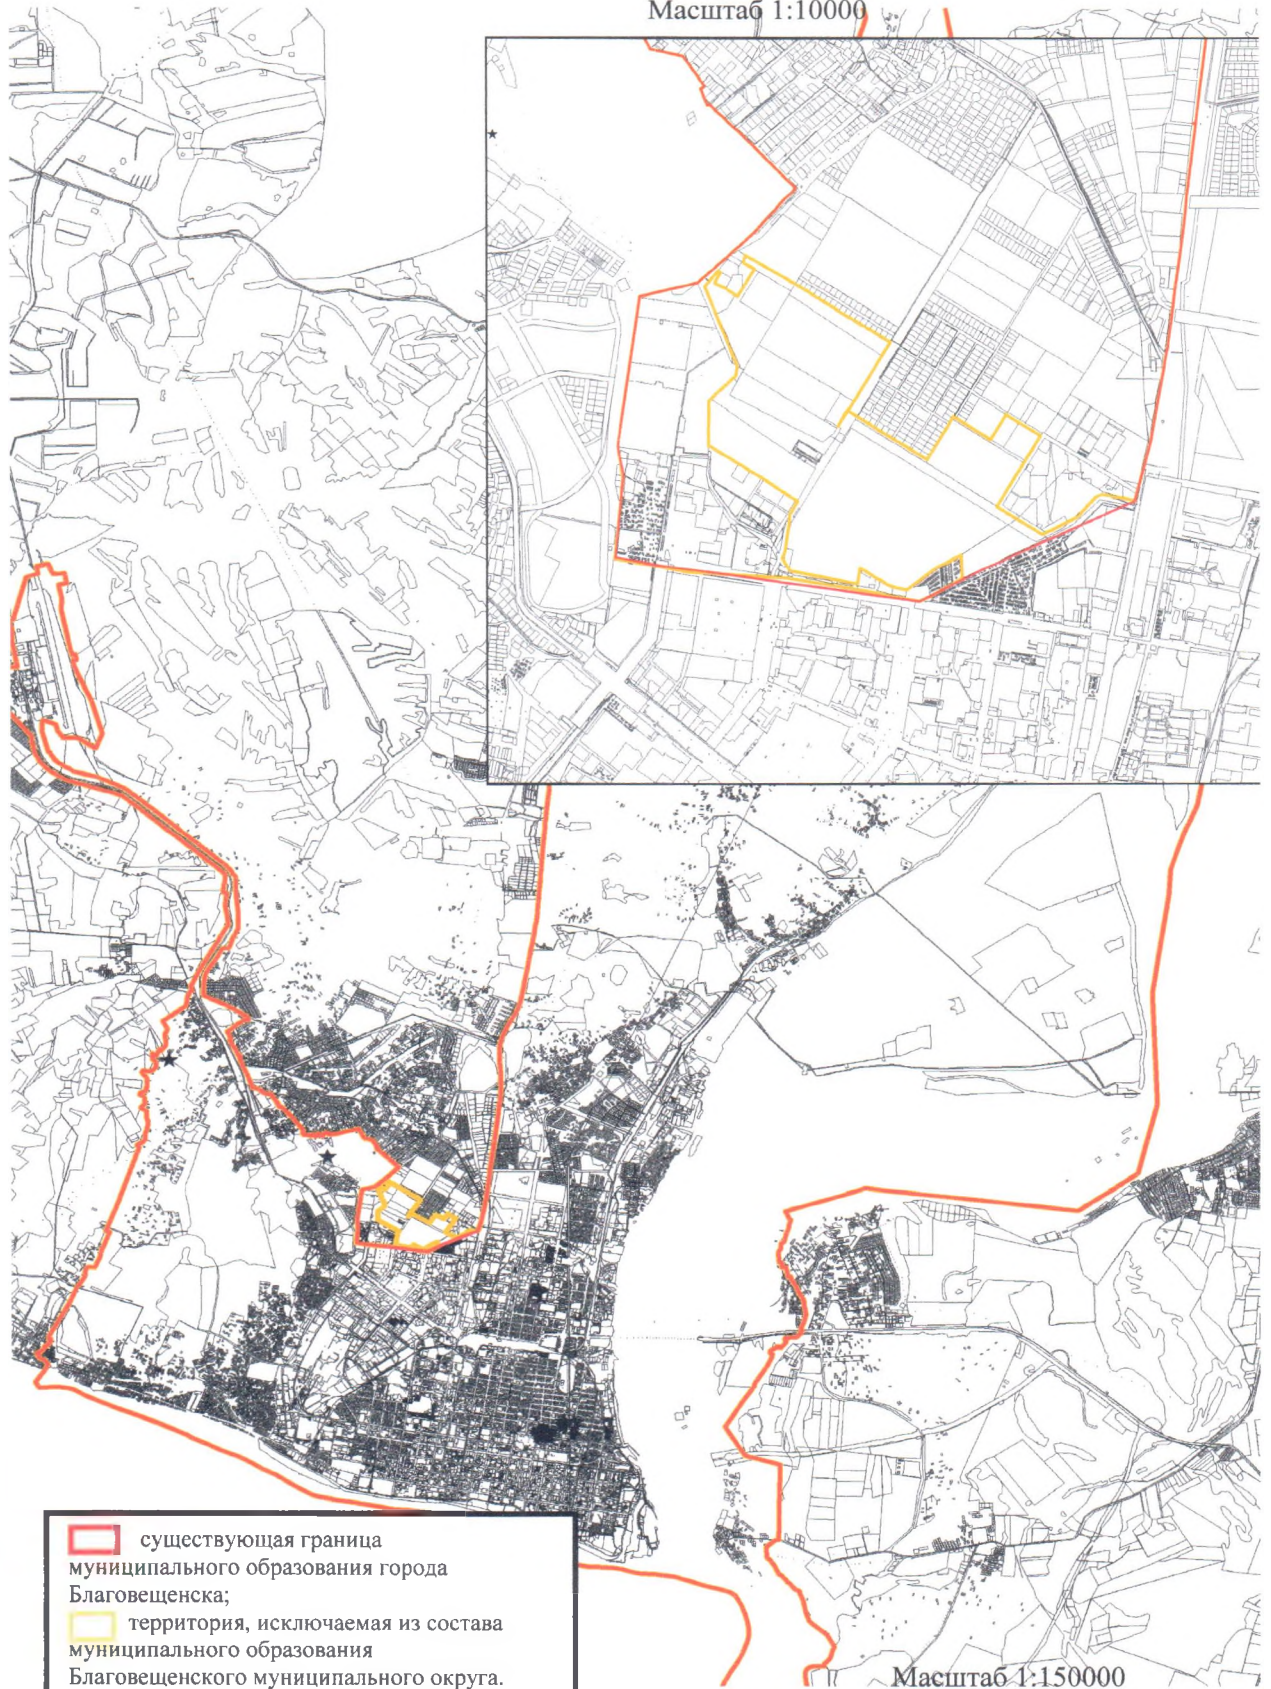 Масштаб 1:10000
существующая граница
муниципального образования города
Благовещенска;
территория, исключаемая из состава
муниципального образования
Благовещенского муниципального округа.
Масштаб 1:150000